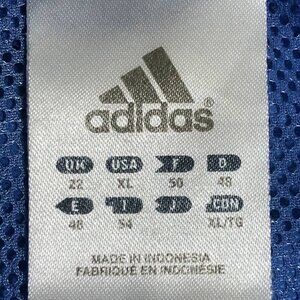 adidas®
UK USA F D
22 XL 50 48
E I J CDN
48 54 XL/TG
MADE IN INDONESIA
FABRIQUÉ EN INDONÉSIE